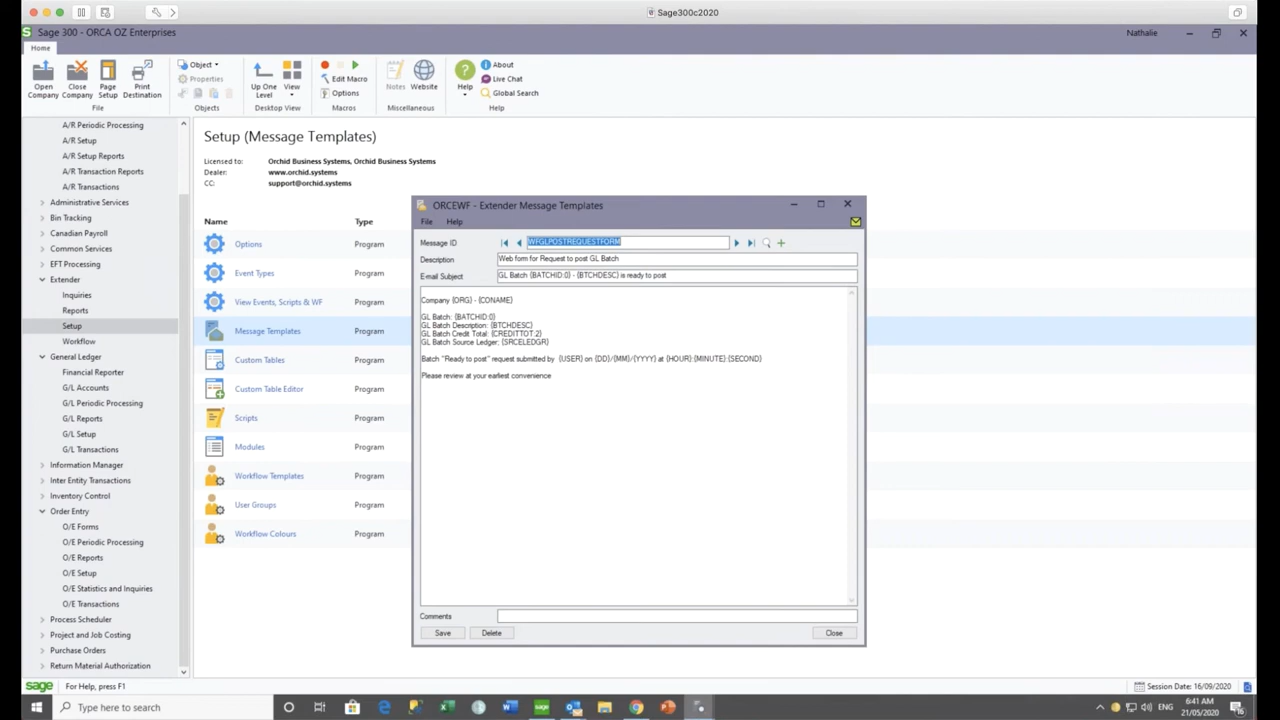 Sage300c2020
Sage 300 - ORCA OZ Enterprises
Nathalie
Home
Open Company
Close Company
Page Setup
Print Destination
File
Object
Properties
Objects
Up One Level
View
Desktop View
Edit Macro
Options
Macros
Notes
Website
Miscellaneous
Help
About
Live Chat
Global Search
Help
A/R Periodic Processing
A/R Setup
A/R Setup Reports
A/R Transaction Reports
A/R Transactions
Administrative Services
Bin Tracking
Canadian Payroll
Common Services
EFT Processing
Extender
Inquiries
Reports
Setup
Workflow
General Ledger
Financial Reporter
G/L Accounts
G/L Periodic Processing
G/L Reports
G/L Setup
G/L Transactions
Information Manager
Inter Entity Transactions
Inventory Control
Order Entry
O/E Forms
O/E Periodic Processing
O/E Reports
O/E Setup
O/E Statistics and Inquiries
O/E Transactions
Process Scheduler
Project and Job Costing
Purchase Orders
Return Material Authorization
Setup (Message Templates)
Licensed to: Orchid Business Systems, Orchid Business Systems
Dealer: www.orchid.systems
CC: support@orchid.systems
Name Type
Options Program
Event Types Program
View Events, Scripts & WF Program
Message Templates Program
Custom Tables Program
Custom Table Editor Program
Scripts Program
Modules Program
Workflow Templates Program
User Groups Program
Workflow Colours Program
ORCEWF - Extender Message Templates
File Help
Message ID WFGLPOSTREQUESTFORM
Description Web form for Request to post GL Batch
E-mail Subject GL Batch {BATCHID:0} - {BTCHDESC} is ready to post
Company {ORG} - {CONAME}
GL Batch: {BATCHID:0}
GL Batch Description: {BTCHDESC}
GL Batch Credit Total: {CREDITTOT:2}
GL Batch Source Ledger: {SRCELEDGR}
Batch "Ready to post" request submitted by {USER} on {DD}/{MM}/{YYYY} at {HOUR}:{MINUTE}:{SECOND}
Please review at your earliest convenience
Comments
Save Delete Close
sage For Help, press F1
Session Date: 16/09/2020
Type here to search
6:41 AM
21/05/2020